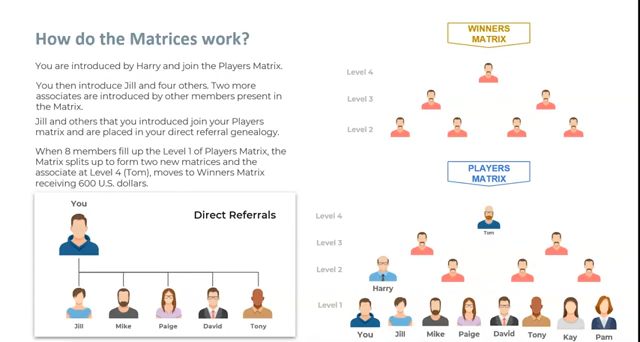 How do the Matrices work?
You are introduced by Harry and join the Players Matrix.
You then introduce Jill and four others. Two more
associates are introduced by other members present in
the Matrix.
Jill and others that you introduced join your Players
matrix and are placed in your direct referral genealogy.
When 8 members fill up the Level 1 of Players Matrix, the
Matrix splits up to form two new matrices and the
associate at Level 4 (Tom), moves to Winners Matrix
receiving 600 U.S. dollars.
You
Direct Referrals
Jill Mike Paige David Tony
WINNERS
MATRIX
Level 4
Level 3
Level 2
PLAYERS
MATRIX
Level 4
Tom
Level 3
Level 2
Harry
Level 1
You Jill Mike Paige David Tony Kay Pam